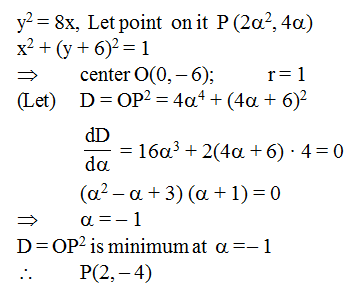 y² = 8x, Let point on it P (2α², 4α)
x² + (y + 6)² = 1
⇒ center O(0, – 6); r = 1
(Let) D = OP² = 4α⁴ + (4α + 6)²
dD/dα = 16α³ + 2(4α + 6) · 4 = 0
(α² – α + 3) (α + 1) = 0
⇒ α = – 1
D = OP² is minimum at α = – 1
∴ P(2, – 4)